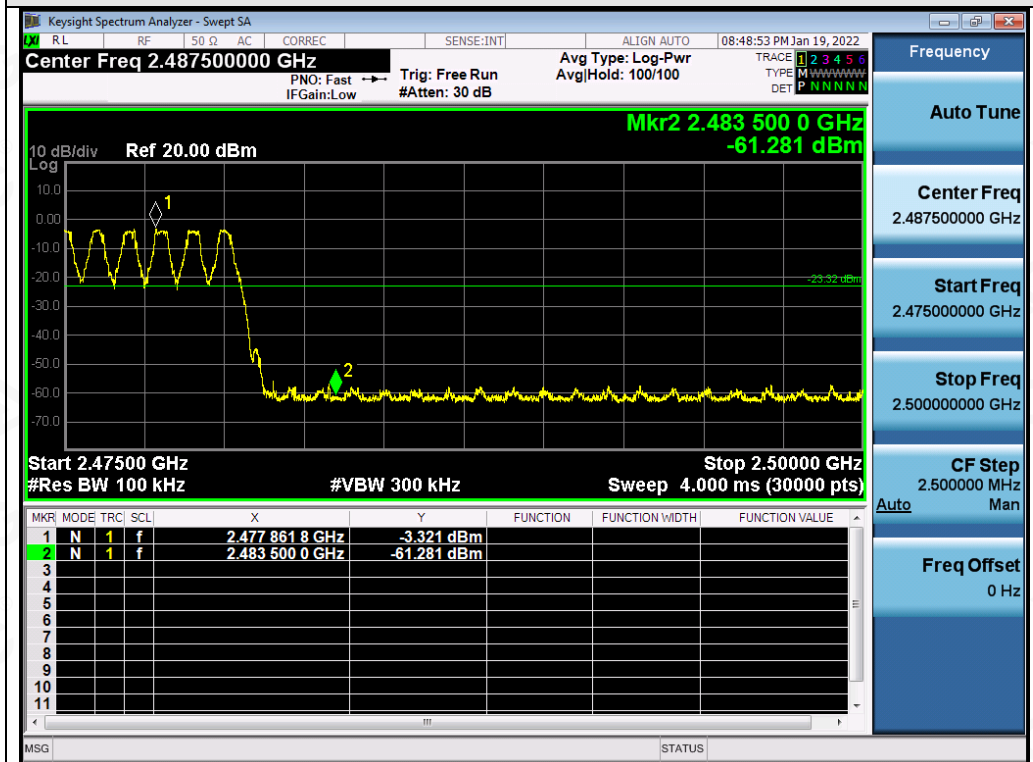 Keysight Spectrum Analyzer - Swept SA
LXI RL RF 50 Ω AC CORREC SENSE:INT ALIGN AUTO 08:48:53 PM Jan 19, 2022
Center Freq 2.487500000 GHz
PNO: Fast
IFGain:Low
Trig: Free Run
#Atten: 30 dB
Avg Type: Log-Pwr
Avg|Hold: 100/100
TRACE 1 2 3 4 5 6
TYPE M WWWWW
DET P N N N N N
Mkr2 2.483 500 0 GHz
-61.281 dBm
10 dB/div Ref 20.00 dBm
Log
10.0
0.00
-10.0
-20.0
-30.0
-40.0
-50.0
-60.0
-70.0
1
2
-23.32 dBm
Start 2.47500 GHz Stop 2.50000 GHz
#Res BW 100 kHz #VBW 300 kHz Sweep 4.000 ms (30000 pts)
MKR MODE TRC SCL X Y FUNCTION FUNCTION WIDTH FUNCTION VALUE
1 N 1 f 2.477 861 8 GHz -3.321 dBm
2 N 1 f 2.483 500 0 GHz -61.281 dBm
3
4
5
6
7
8
9
10
11
MSG STATUS
Frequency
Auto Tune
Center Freq
2.487500000 GHz
Start Freq
2.475000000 GHz
Stop Freq
2.500000000 GHz
CF Step
2.500000 MHz
Auto Man
Freq Offset
0 Hz